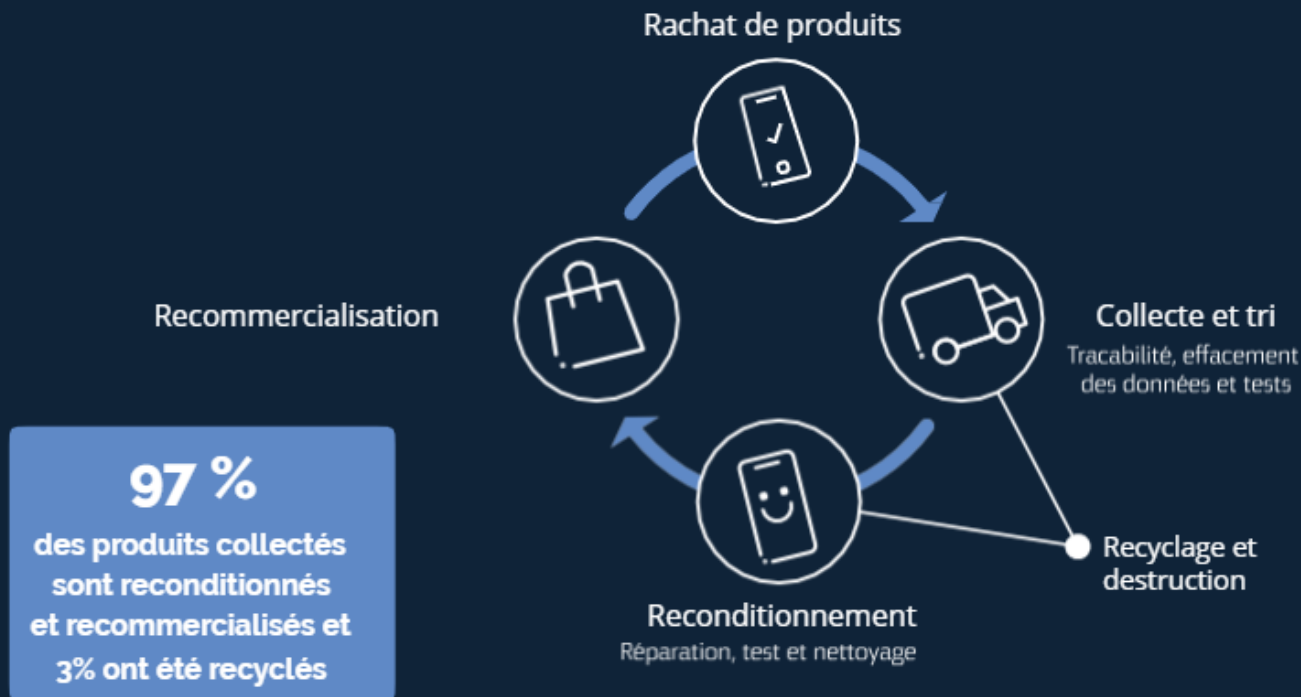 Rachat de produits
Recommercialisation
Collecte et tri
Tracabilité, effacement
des données et tests
97 %
des produits collectés
sont reconditionnés
et recommercialisés et
3% ont été recyclés
Recyclage et
destruction
Reconditionnement
Réparation, test et nettoyage